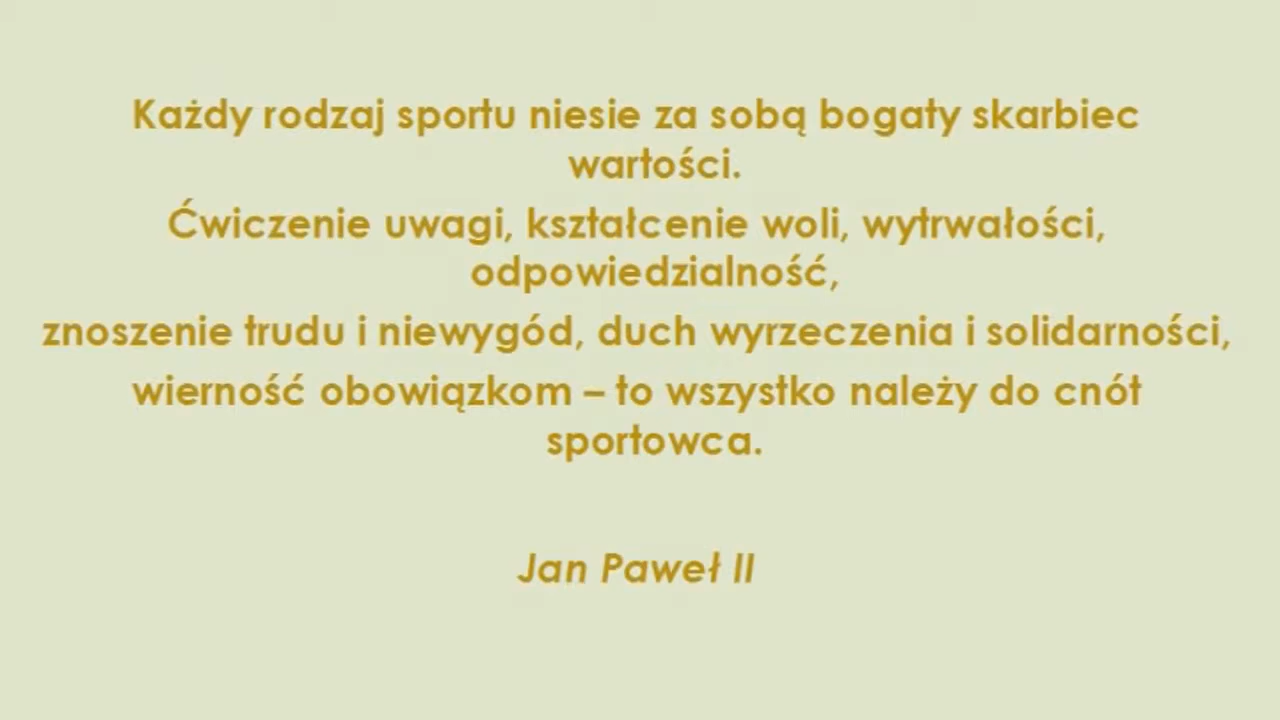 Każdy rodzaj sportu niesie za sobą bogaty skarbiec
wartości.
Ćwiczenie uwagi, kształcenie woli, wytrwałości,
odpowiedzialność,
znoszenie trudu i niewygód, duch wyrzeczenia i solidarności,
wierność obowiązkom – to wszystko należy do cnót
sportowca.
Jan Paweł II